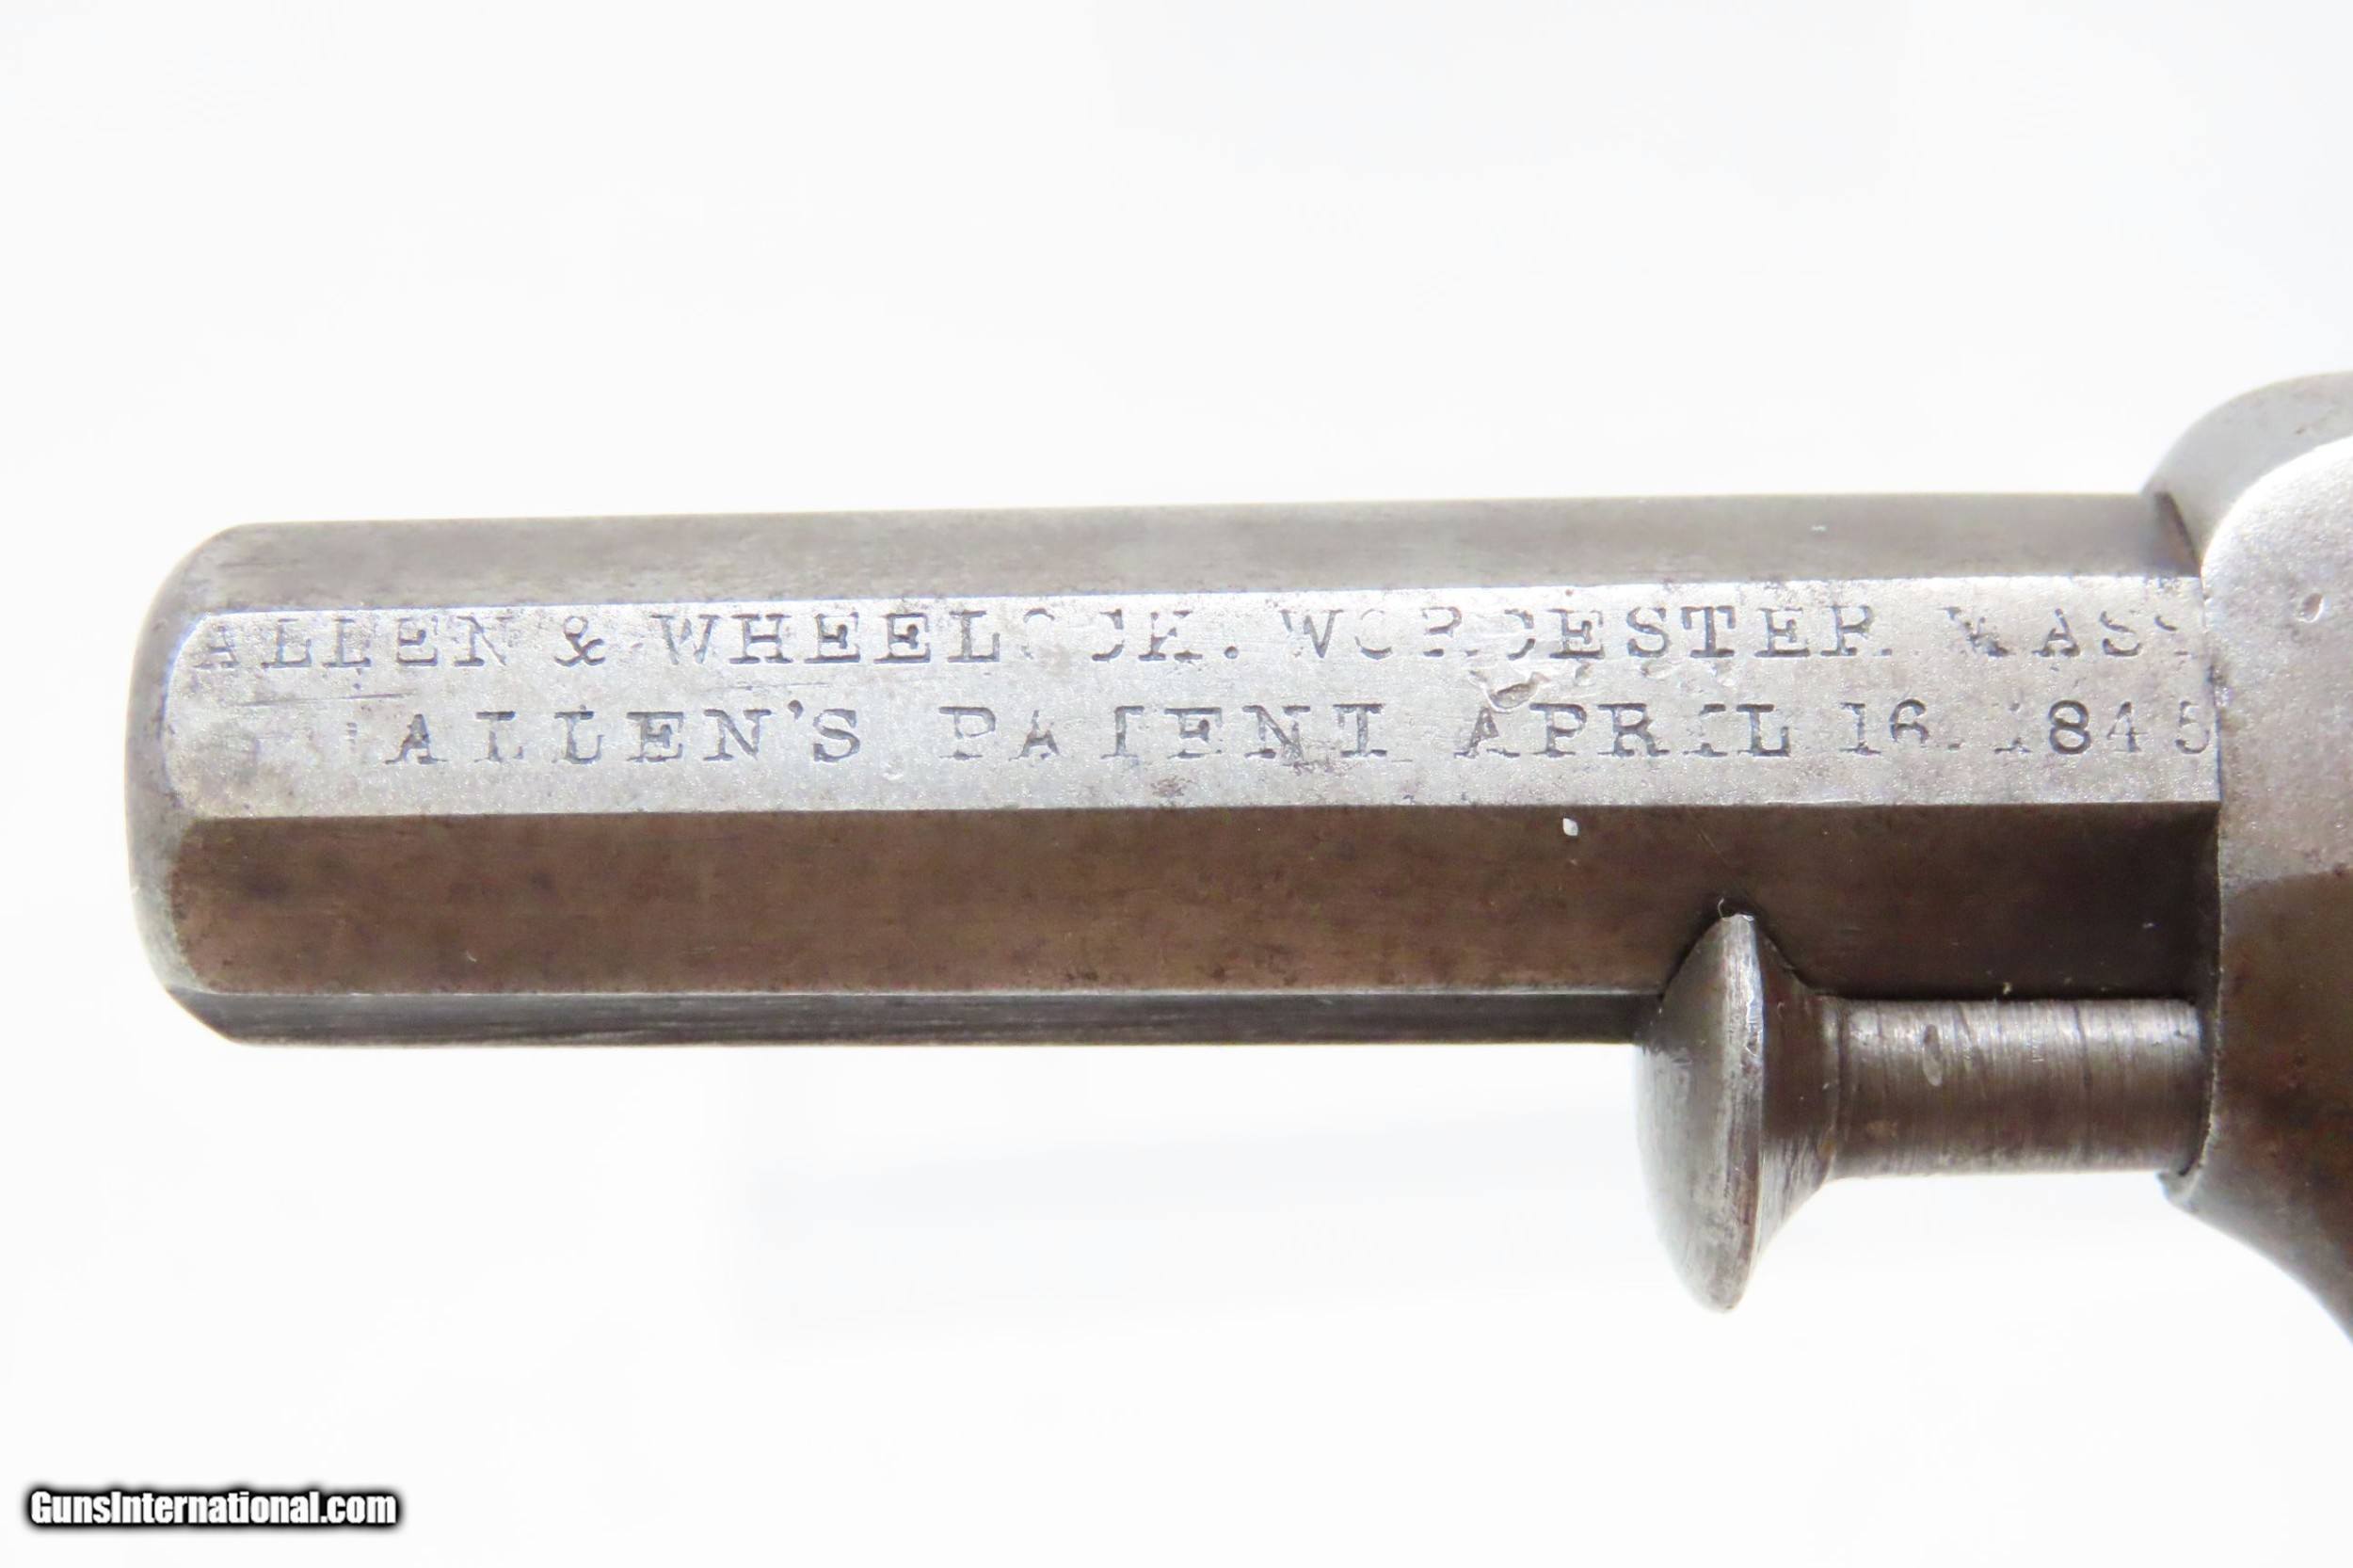 ALLEN & WHEELOCK. WORCESTER MASS
ALLEN'S PATENT APRIL 16. 1845
GunsInternational.com